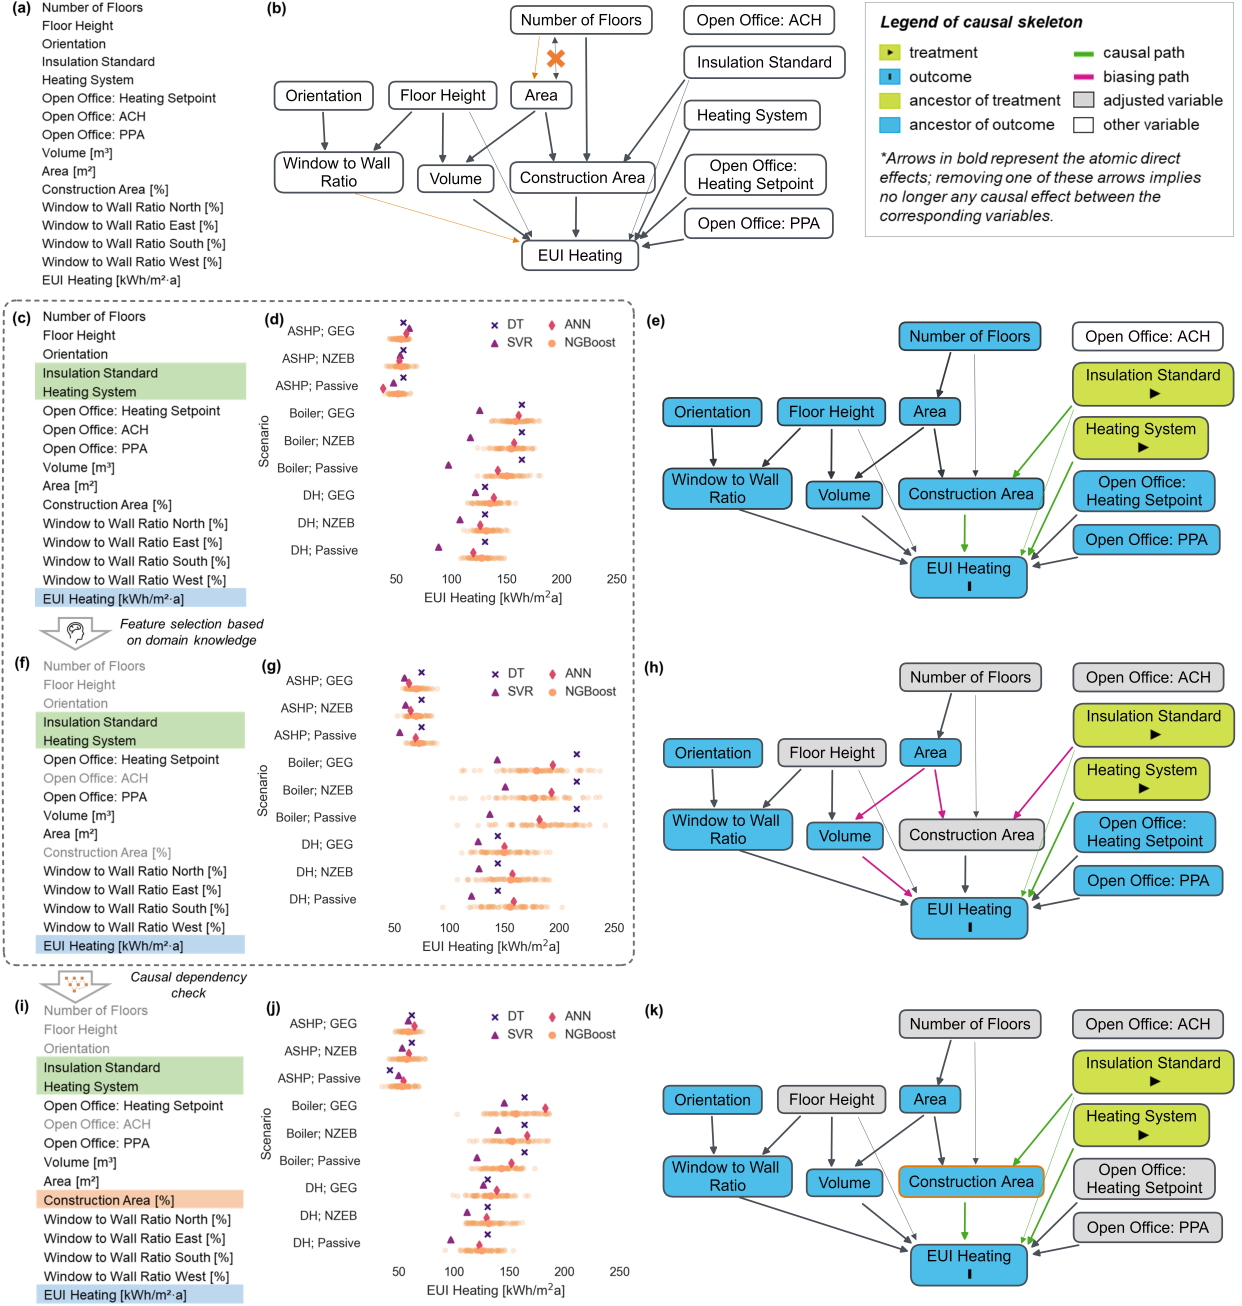 (a)
Number of Floors
Floor Height
Orientation
Insulation Standard
Heating System
Open Office: Heating Setpoint
Open Office: ACH
Open Office: PPA
Volume [m³]
Area [m²]
Construction Area [%]
Window to Wall Ratio North [%]
Window to Wall Ratio East [%]
Window to Wall Ratio South [%]
Window to Wall Ratio West [%]
EUI Heating [kWh/m²·a]
(b)
Number of Floors
Open Office: ACH
Insulation Standard
Orientation
Floor Height
Area
Heating System
Window to Wall
Ratio
Volume
Construction Area
Open Office:
Heating Setpoint
Open Office: PPA
EUI Heating
Legend of causal skeleton
treatment
causal path
outcome
biasing path
ancestor of treatment
adjusted variable
ancestor of outcome
other variable
*Arrows in bold represent the atomic direct
effects; removing one of these arrows implies
no longer any causal effect between the
corresponding variables.
(c)
Number of Floors
Floor Height
Orientation
Insulation Standard
Heating System
Open Office: Heating Setpoint
Open Office: ACH
Open Office: PPA
Volume [m³]
Area [m²]
Construction Area [%]
Window to Wall Ratio North [%]
Window to Wall Ratio East [%]
Window to Wall Ratio South [%]
Window to Wall Ratio West [%]
EUI Heating [kWh/m²·a]
(d)
DT
ANN
SVR
NGBoost
Scenario
ASHP; GEG
ASHP; NZEB
ASHP; Passive
Boiler; GEG
Boiler; NZEB
Boiler; Passive
DH; GEG
DH; NZEB
DH; Passive
50 100 150 200 250
EUI Heating [kWh/m²a]
(e)
Number of Floors
Open Office: ACH
Insulation Standard
Orientation
Floor Height
Area
Heating System
Window to Wall
Ratio
Volume
Construction Area
Open Office:
Heating Setpoint
Open Office: PPA
EUI Heating
Feature selection based
on domain knowledge
(f)
Number of Floors
Floor Height
Orientation
Insulation Standard
Heating System
Open Office: Heating Setpoint
Open Office: ACH
Open Office: PPA
Volume [m³]
Area [m²]
Construction Area [%]
Window to Wall Ratio North [%]
Window to Wall Ratio East [%]
Window to Wall Ratio South [%]
Window to Wall Ratio West [%]
EUI Heating [kWh/m²·a]
(g)
DT
ANN
SVR
NGBoost
Scenario
ASHP; GEG
ASHP; NZEB
ASHP; Passive
Boiler; GEG
Boiler; NZEB
Boiler; Passive
DH; GEG
DH; NZEB
DH; Passive
50 100 150 200 250
EUI Heating [kWh/m²a]
(h)
Number of Floors
Open Office: ACH
Insulation Standard
Orientation
Floor Height
Area
Heating System
Window to Wall
Ratio
Volume
Construction Area
Open Office:
Heating Setpoint
Open Office: PPA
EUI Heating
Causal dependency
check
(i)
Number of Floors
Floor Height
Orientation
Insulation Standard
Heating System
Open Office: Heating Setpoint
Open Office: ACH
Open Office: PPA
Volume [m³]
Area [m²]
Construction Area [%]
Window to Wall Ratio North [%]
Window to Wall Ratio East [%]
Window to Wall Ratio South [%]
Window to Wall Ratio West [%]
EUI Heating [kWh/m²·a]
(j)
DT
ANN
SVR
NGBoost
Scenario
ASHP; GEG
ASHP; NZEB
ASHP; Passive
Boiler; GEG
Boiler; NZEB
Boiler; Passive
DH; GEG
DH; NZEB
DH; Passive
50 100 150 200 250
EUI Heating [kWh/m²a]
(k)
Number of Floors
Open Office: ACH
Insulation Standard
Orientation
Floor Height
Area
Heating System
Window to Wall
Ratio
Volume
Construction Area
Open Office:
Heating Setpoint
Open Office: PPA
EUI Heating